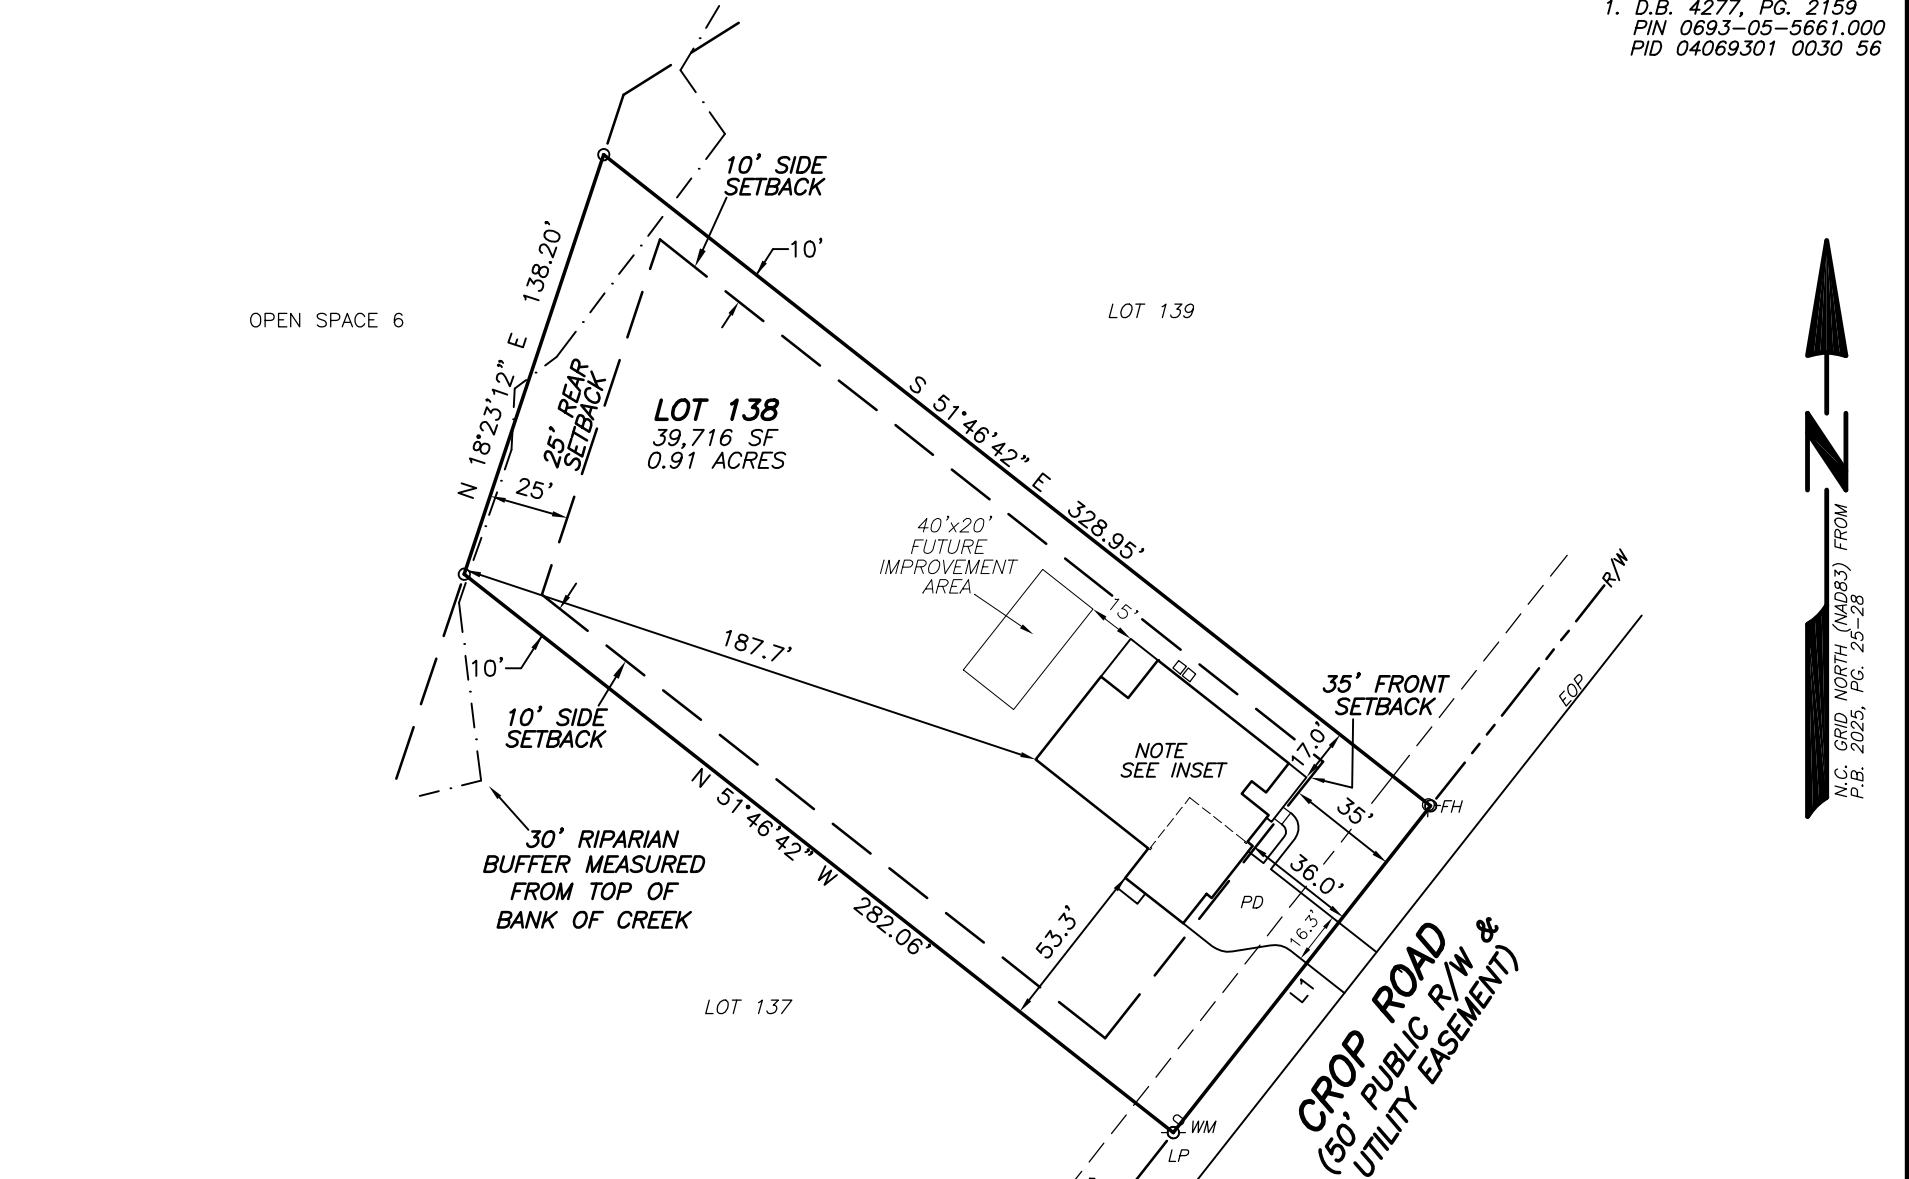 1. D.B. 4277, PG. 2159
PIN 0693-05-5661.000
PID 04069301 0030 56
10' SIDE
SETBACK
10'
OPEN SPACE 6
N 18°23'12" E 138.20'
LOT 139
25' REAR
SETBACK
25'
LOT 138
39,716 SF
0.91 ACRES
S 51°46'42" E 328.95'
40'x20'
FUTURE
IMPROVEMENT
AREA
15'
187.7'
10'
10' SIDE
SETBACK
N 51°46'42" W 282.06'
NOTE
SEE INSET
17.0'
35' FRONT
SETBACK
35'
36.0'
R/W
EOP
FH
PD
16.3'
53.3'
L1
30' RIPARIAN
BUFFER MEASURED
FROM TOP OF
BANK OF CREEK
LOT 137
WM
LP
CROP ROAD
(50' PUBLIC R/W &
UTILITY EASEMENT)
N
N.C. GRID NORTH (NAD83) FROM
P.B. 2025, PG. 25-28